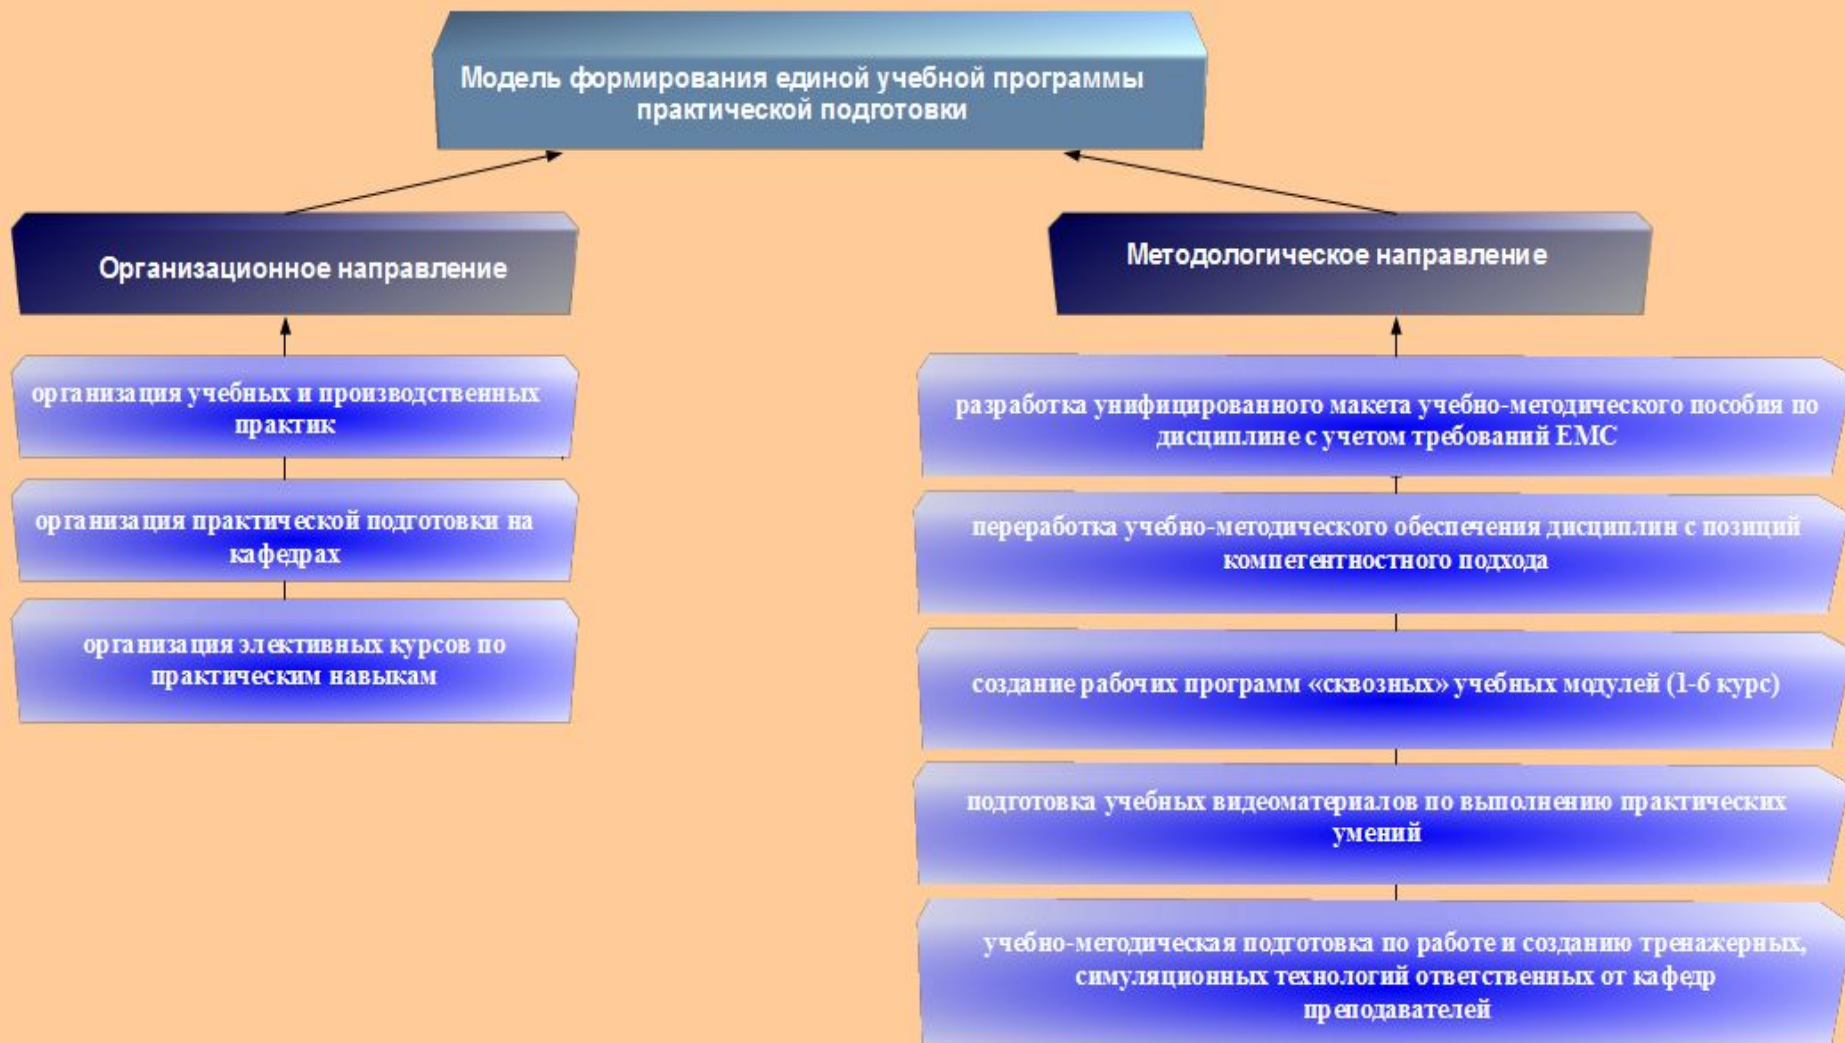 Модель формирования единой учебной программы
практической подготовки
Организационное направление
организация учебных и производственных
практик
организация практической подготовки на
кафедрах
организация элективных курсов по
практическим навыкам
Методологическое направление
разработка унифицированного макета учебно-методического пособия по
дисциплине с учетом требований ЕМС
переработка учебно-методического обеспечения дисциплин с позиций
компетентностного подхода
создание рабочих программ «сквозных» учебных модулей (1-6 курс)
подготовка учебных видеоматериалов по выполнению практических
умений
учебно-методическая подготовка по работе и созданию тренажерных,
симуляционных технологий ответственных от кафедр
преподавателей